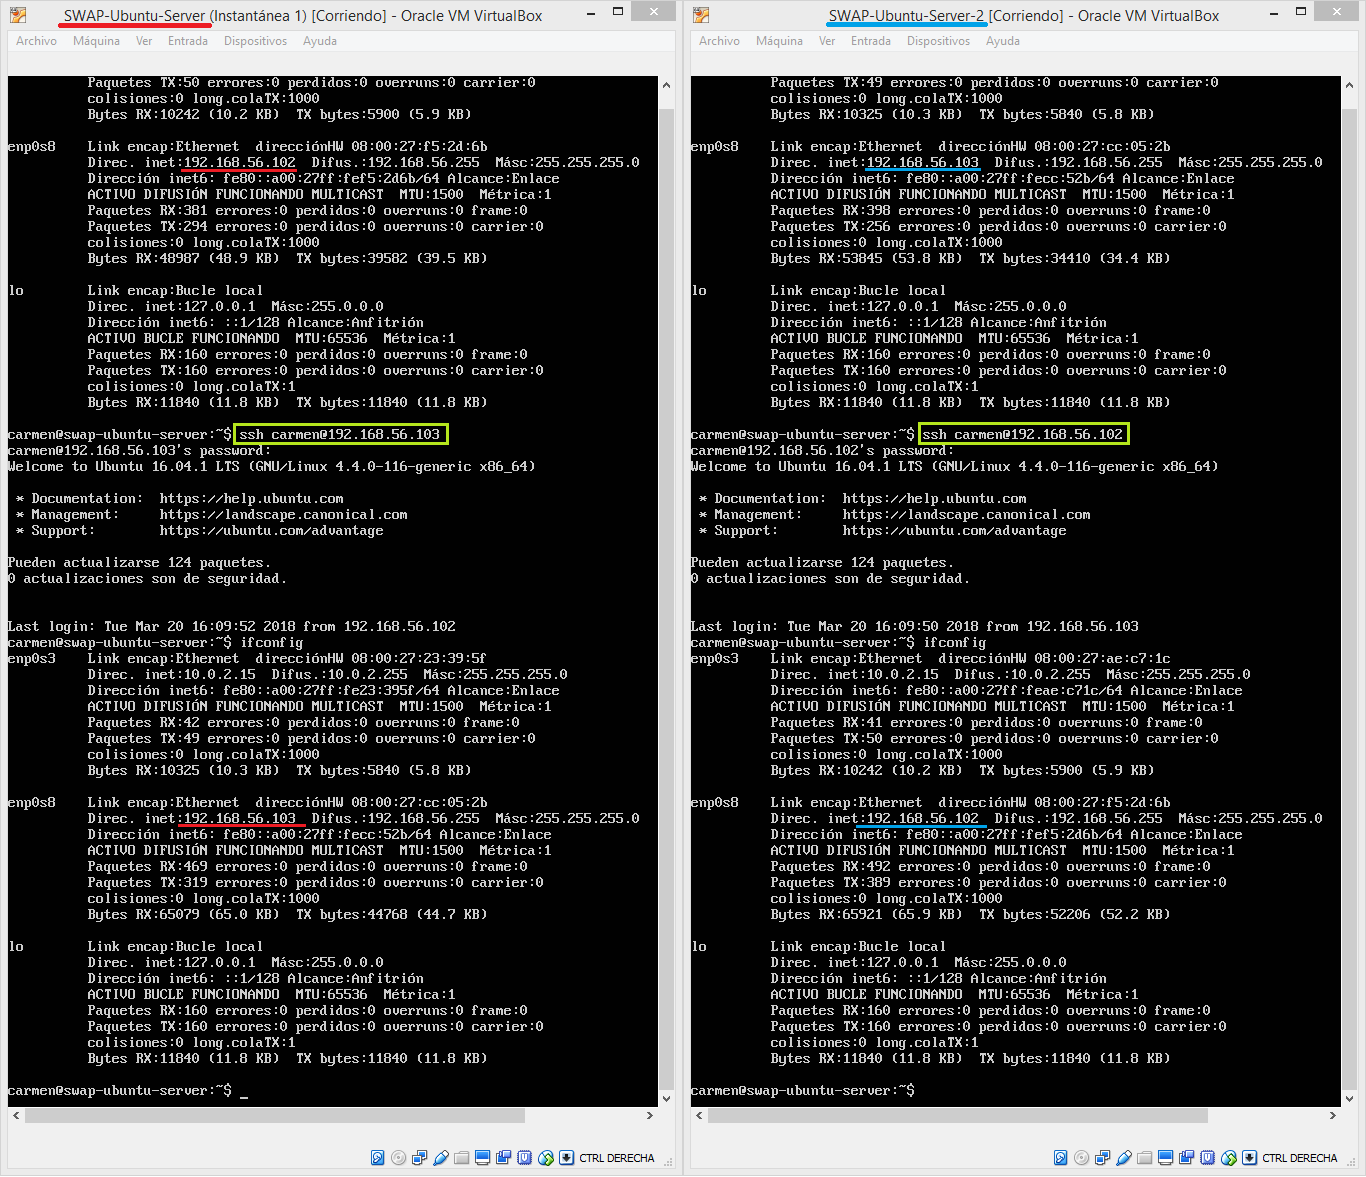 SWAP-Ubuntu-Server (Instantánea 1) [Corriendo] - Oracle VM VirtualBox
Archivo Máquina Ver Entrada Dispositivos Ayuda
Paquetes TX:50 errores:0 perdidos:0 overruns:0 carrier:0
colisiones:0 long.colaTX:1000
Bytes RX:10242 (10.2 KB)  TX bytes:5900 (5.9 KB)
enp0s8    Link encap:Ethernet  direcciónHW 08:00:27:f5:2d:6b
Direc. inet:192.168.56.102  Difus.:192.168.56.255  Másc:255.255.255.0
Dirección inet6: fe80::a00:27ff:fef5:2d6b/64 Alcance:Enlace
ACTIVO DIFUSIÓN FUNCIONANDO MULTICAST  MTU:1500  Métrica:1
Paquetes RX:381 errores:0 perdidos:0 overruns:0 frame:0
Paquetes TX:294 errores:0 perdidos:0 overruns:0 carrier:0
colisiones:0 long.colaTX:1000
Bytes RX:48987 (48.9 KB)  TX bytes:39582 (39.5 KB)
lo        Link encap:Bucle local
Direc. inet:127.0.0.1  Másc:255.0.0.0
Dirección inet6: ::1/128 Alcance:Anfitrión
ACTIVO BUCLE FUNCIONANDO  MTU:65536  Métrica:1
Paquetes RX:160 errores:0 perdidos:0 overruns:0 frame:0
Paquetes TX:160 errores:0 perdidos:0 overruns:0 carrier:0
colisiones:0 long.colaTX:1
Bytes RX:11840 (11.8 KB)  TX bytes:11840 (11.8 KB)
carmen@swap-ubuntu-server:~$ ssh carmen@192.168.56.103
carmen@192.168.56.103's password:
Welcome to Ubuntu 16.04.1 LTS (GNU/Linux 4.4.0-116-generic x86_64)
* Documentation:  https://help.ubuntu.com
* Management:     https://landscape.canonical.com
* Support:        https://ubuntu.com/advantage
Pueden actualizarse 124 paquetes.
0 actualizaciones son de seguridad.
Last login: Tue Mar 20 16:09:52 2018 from 192.168.56.102
carmen@swap-ubuntu-server:~$ ifconfig
enp0s3    Link encap:Ethernet  direcciónHW 08:00:27:23:39:5f
Direc. inet:10.0.2.15  Difus.:10.0.2.255  Másc:255.255.255.0
Dirección inet6: fe80::a00:27ff:fe23:395f/64 Alcance:Enlace
ACTIVO DIFUSIÓN FUNCIONANDO MULTICAST  MTU:1500  Métrica:1
Paquetes RX:42 errores:0 perdidos:0 overruns:0 frame:0
Paquetes TX:49 errores:0 perdidos:0 overruns:0 carrier:0
colisiones:0 long.colaTX:1000
Bytes RX:10325 (10.3 KB)  TX bytes:5840 (5.8 KB)
enp0s8    Link encap:Ethernet  direcciónHW 08:00:27:cc:05:2b
Direc. inet:192.168.56.103  Difus.:192.168.56.255  Másc:255.255.255.0
Dirección inet6: fe80::a00:27ff:fecc:52b/64 Alcance:Enlace
ACTIVO DIFUSIÓN FUNCIONANDO MULTICAST  MTU:1500  Métrica:1
Paquetes RX:469 errores:0 perdidos:0 overruns:0 frame:0
Paquetes TX:319 errores:0 perdidos:0 overruns:0 carrier:0
colisiones:0 long.colaTX:1000
Bytes RX:65079 (65.0 KB)  TX bytes:44768 (44.7 KB)
lo        Link encap:Bucle local
Direc. inet:127.0.0.1  Másc:255.0.0.0
Dirección inet6: ::1/128 Alcance:Anfitrión
ACTIVO BUCLE FUNCIONANDO  MTU:65536  Métrica:1
Paquetes RX:160 errores:0 perdidos:0 overruns:0 frame:0
Paquetes TX:160 errores:0 perdidos:0 overruns:0 carrier:0
colisiones:0 long.colaTX:1
Bytes RX:11840 (11.8 KB)  TX bytes:11840 (11.8 KB)
carmen@swap-ubuntu-server:~$ _
CTRL DERECHA
SWAP-Ubuntu-Server-2 [Corriendo] - Oracle VM VirtualBox
Archivo Máquina Ver Entrada Dispositivos Ayuda
Paquetes TX:49 errores:0 perdidos:0 overruns:0 carrier:0
colisiones:0 long.colaTX:1000
Bytes RX:10325 (10.3 KB)  TX bytes:5840 (5.8 KB)
enp0s8    Link encap:Ethernet  direcciónHW 08:00:27:cc:05:2b
Direc. inet:192.168.56.103  Difus.:192.168.56.255  Másc:255.255.255.0
Dirección inet6: fe80::a00:27ff:fecc:52b/64 Alcance:Enlace
ACTIVO DIFUSIÓN FUNCIONANDO MULTICAST  MTU:1500  Métrica:1
Paquetes RX:398 errores:0 perdidos:0 overruns:0 frame:0
Paquetes TX:256 errores:0 perdidos:0 overruns:0 carrier:0
colisiones:0 long.colaTX:1000
Bytes RX:53845 (53.8 KB)  TX bytes:34410 (34.4 KB)
lo        Link encap:Bucle local
Direc. inet:127.0.0.1  Másc:255.0.0.0
Dirección inet6: ::1/128 Alcance:Anfitrión
ACTIVO BUCLE FUNCIONANDO  MTU:65536  Métrica:1
Paquetes RX:160 errores:0 perdidos:0 overruns:0 frame:0
Paquetes TX:160 errores:0 perdidos:0 overruns:0 carrier:0
colisiones:0 long.colaTX:1
Bytes RX:11840 (11.8 KB)  TX bytes:11840 (11.8 KB)
carmen@swap-ubuntu-server:~$ ssh carmen@192.168.56.102
carmen@192.168.56.102's password:
Welcome to Ubuntu 16.04.1 LTS (GNU/Linux 4.4.0-116-generic x86_64)
* Documentation:  https://help.ubuntu.com
* Management:     https://landscape.canonical.com
* Support:        https://ubuntu.com/advantage
Pueden actualizarse 124 paquetes.
0 actualizaciones son de seguridad.
Last login: Tue Mar 20 16:09:50 2018 from 192.168.56.103
carmen@swap-ubuntu-server:~$ ifconfig
enp0s3    Link encap:Ethernet  direcciónHW 08:00:27:ae:c7:1c
Direc. inet:10.0.2.15  Difus.:10.0.2.255  Másc:255.255.255.0
Dirección inet6: fe80::a00:27ff:feae:c71c/64 Alcance:Enlace
ACTIVO DIFUSIÓN FUNCIONANDO MULTICAST  MTU:1500  Métrica:1
Paquetes RX:41 errores:0 perdidos:0 overruns:0 frame:0
Paquetes TX:50 errores:0 perdidos:0 overruns:0 carrier:0
colisiones:0 long.colaTX:1000
Bytes RX:10242 (10.2 KB)  TX bytes:5900 (5.9 KB)
enp0s8    Link encap:Ethernet  direcciónHW 08:00:27:f5:2d:6b
Direc. inet:192.168.56.102  Difus.:192.168.56.255  Másc:255.255.255.0
Dirección inet6: fe80::a00:27ff:fef5:2d6b/64 Alcance:Enlace
ACTIVO DIFUSIÓN FUNCIONANDO MULTICAST  MTU:1500  Métrica:1
Paquetes RX:492 errores:0 perdidos:0 overruns:0 frame:0
Paquetes TX:389 errores:0 perdidos:0 overruns:0 carrier:0
colisiones:0 long.colaTX:1000
Bytes RX:65921 (65.9 KB)  TX bytes:52206 (52.2 KB)
lo        Link encap:Bucle local
Direc. inet:127.0.0.1  Másc:255.0.0.0
Dirección inet6: ::1/128 Alcance:Anfitrión
ACTIVO BUCLE FUNCIONANDO  MTU:65536  Métrica:1
Paquetes RX:160 errores:0 perdidos:0 overruns:0 frame:0
Paquetes TX:160 errores:0 perdidos:0 overruns:0 carrier:0
colisiones:0 long.colaTX:1
Bytes RX:11840 (11.8 KB)  TX bytes:11840 (11.8 KB)
carmen@swap-ubuntu-server:~$
CTRL DERECHA